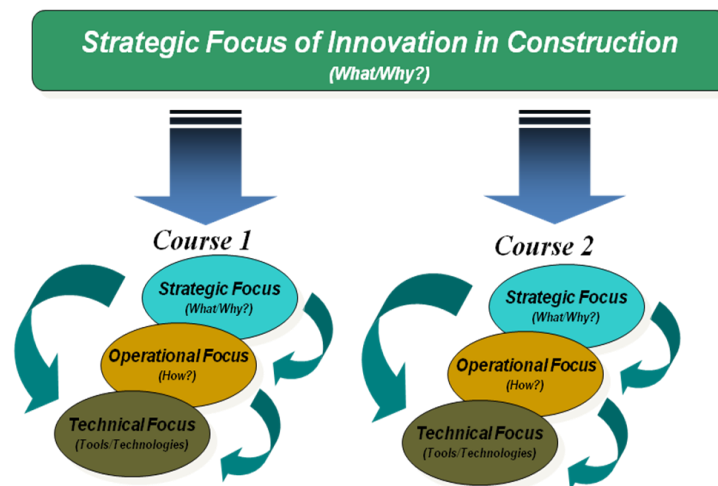 Strategic Focus of Innovation in Construction
(What/Why?)
Course 1
Strategic Focus
(What/Why?)
Operational Focus
(How?)
Technical Focus
(Tools/Technologies)
Course 2
Strategic Focus
(What/Why?)
Operational Focus
(How?)
Technical Focus
(Tools/Technologies)